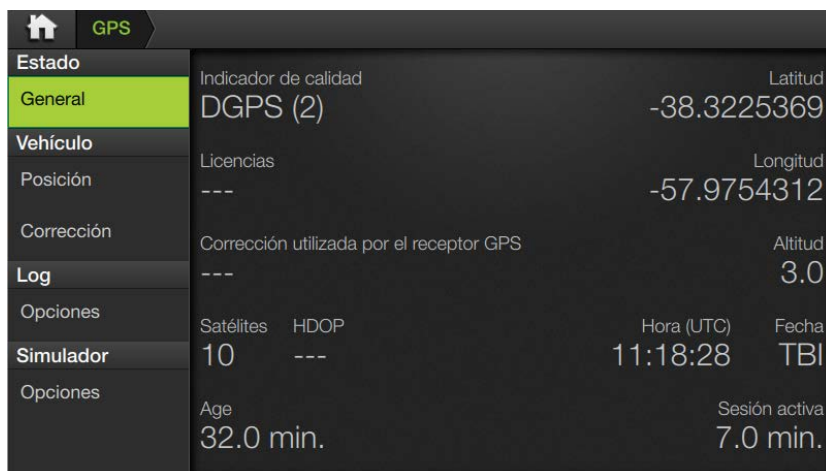 GPS
Estado
General
Vehículo
Posición
Corrección
Log
Opciones
Simulador
Opciones
Indicador de calidad
DGPS (2)
Latitud
-38.3225369
Licencias
---
Longitud
-57.9754312
Corrección utilizada por el receptor GPS
---
Altitud
3.0
Satélites HDOP
10 ---
Hora (UTC) Fecha
11:18:28 TBI
Age
32.0 min.
Sesión activa
7.0 min.